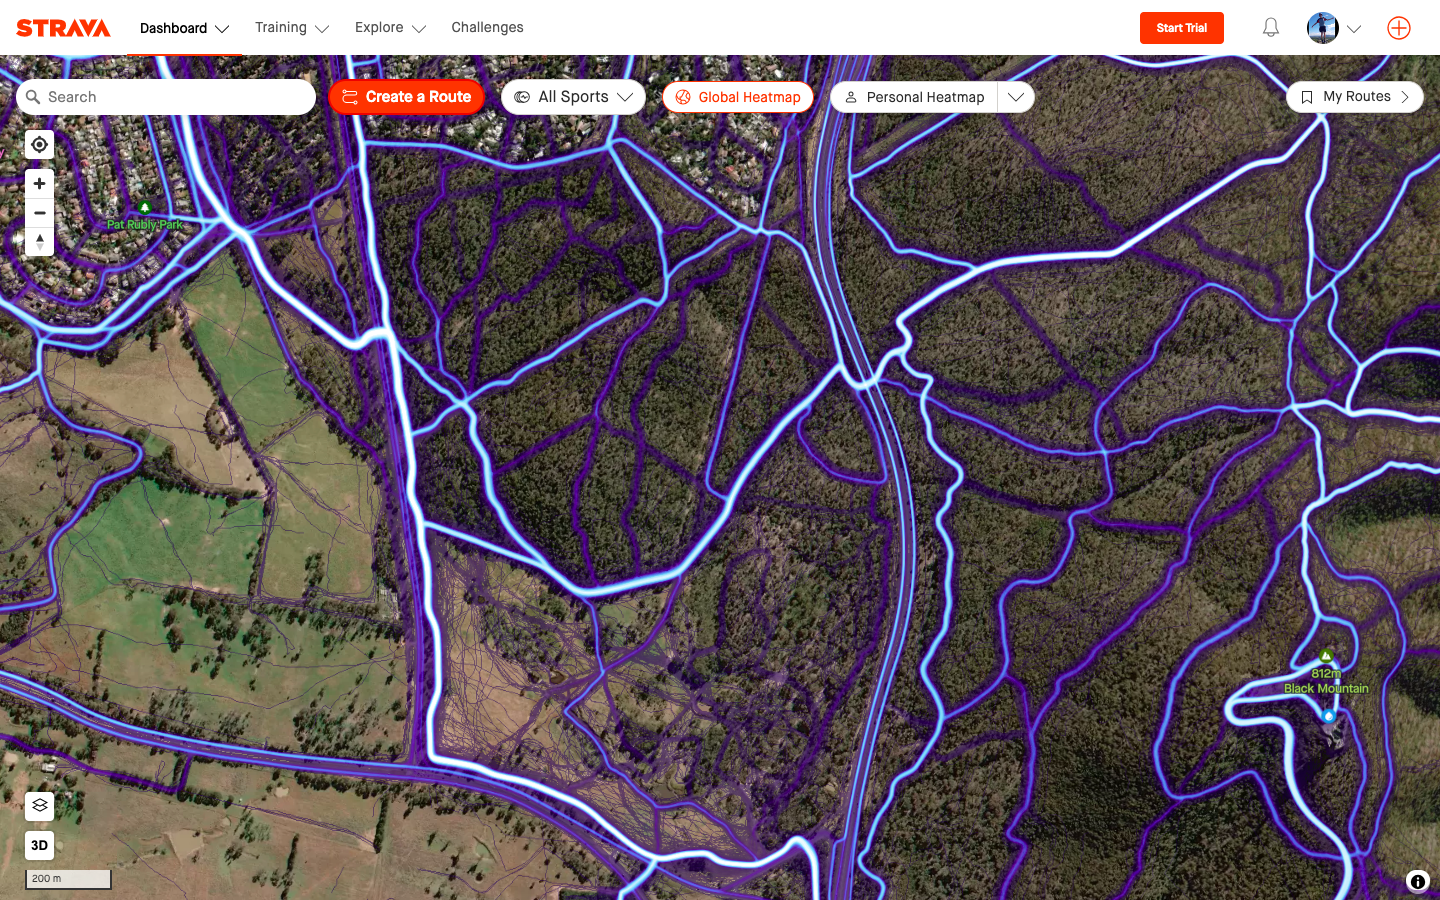 STRAVA
Dashboard
Training
Explore
Challenges
Start Trial
Search
Create a Route
All Sports
Global Heatmap
Personal Heatmap
My Routes
Pat Rubly Park
812m
Black Mountain
3D
200 m